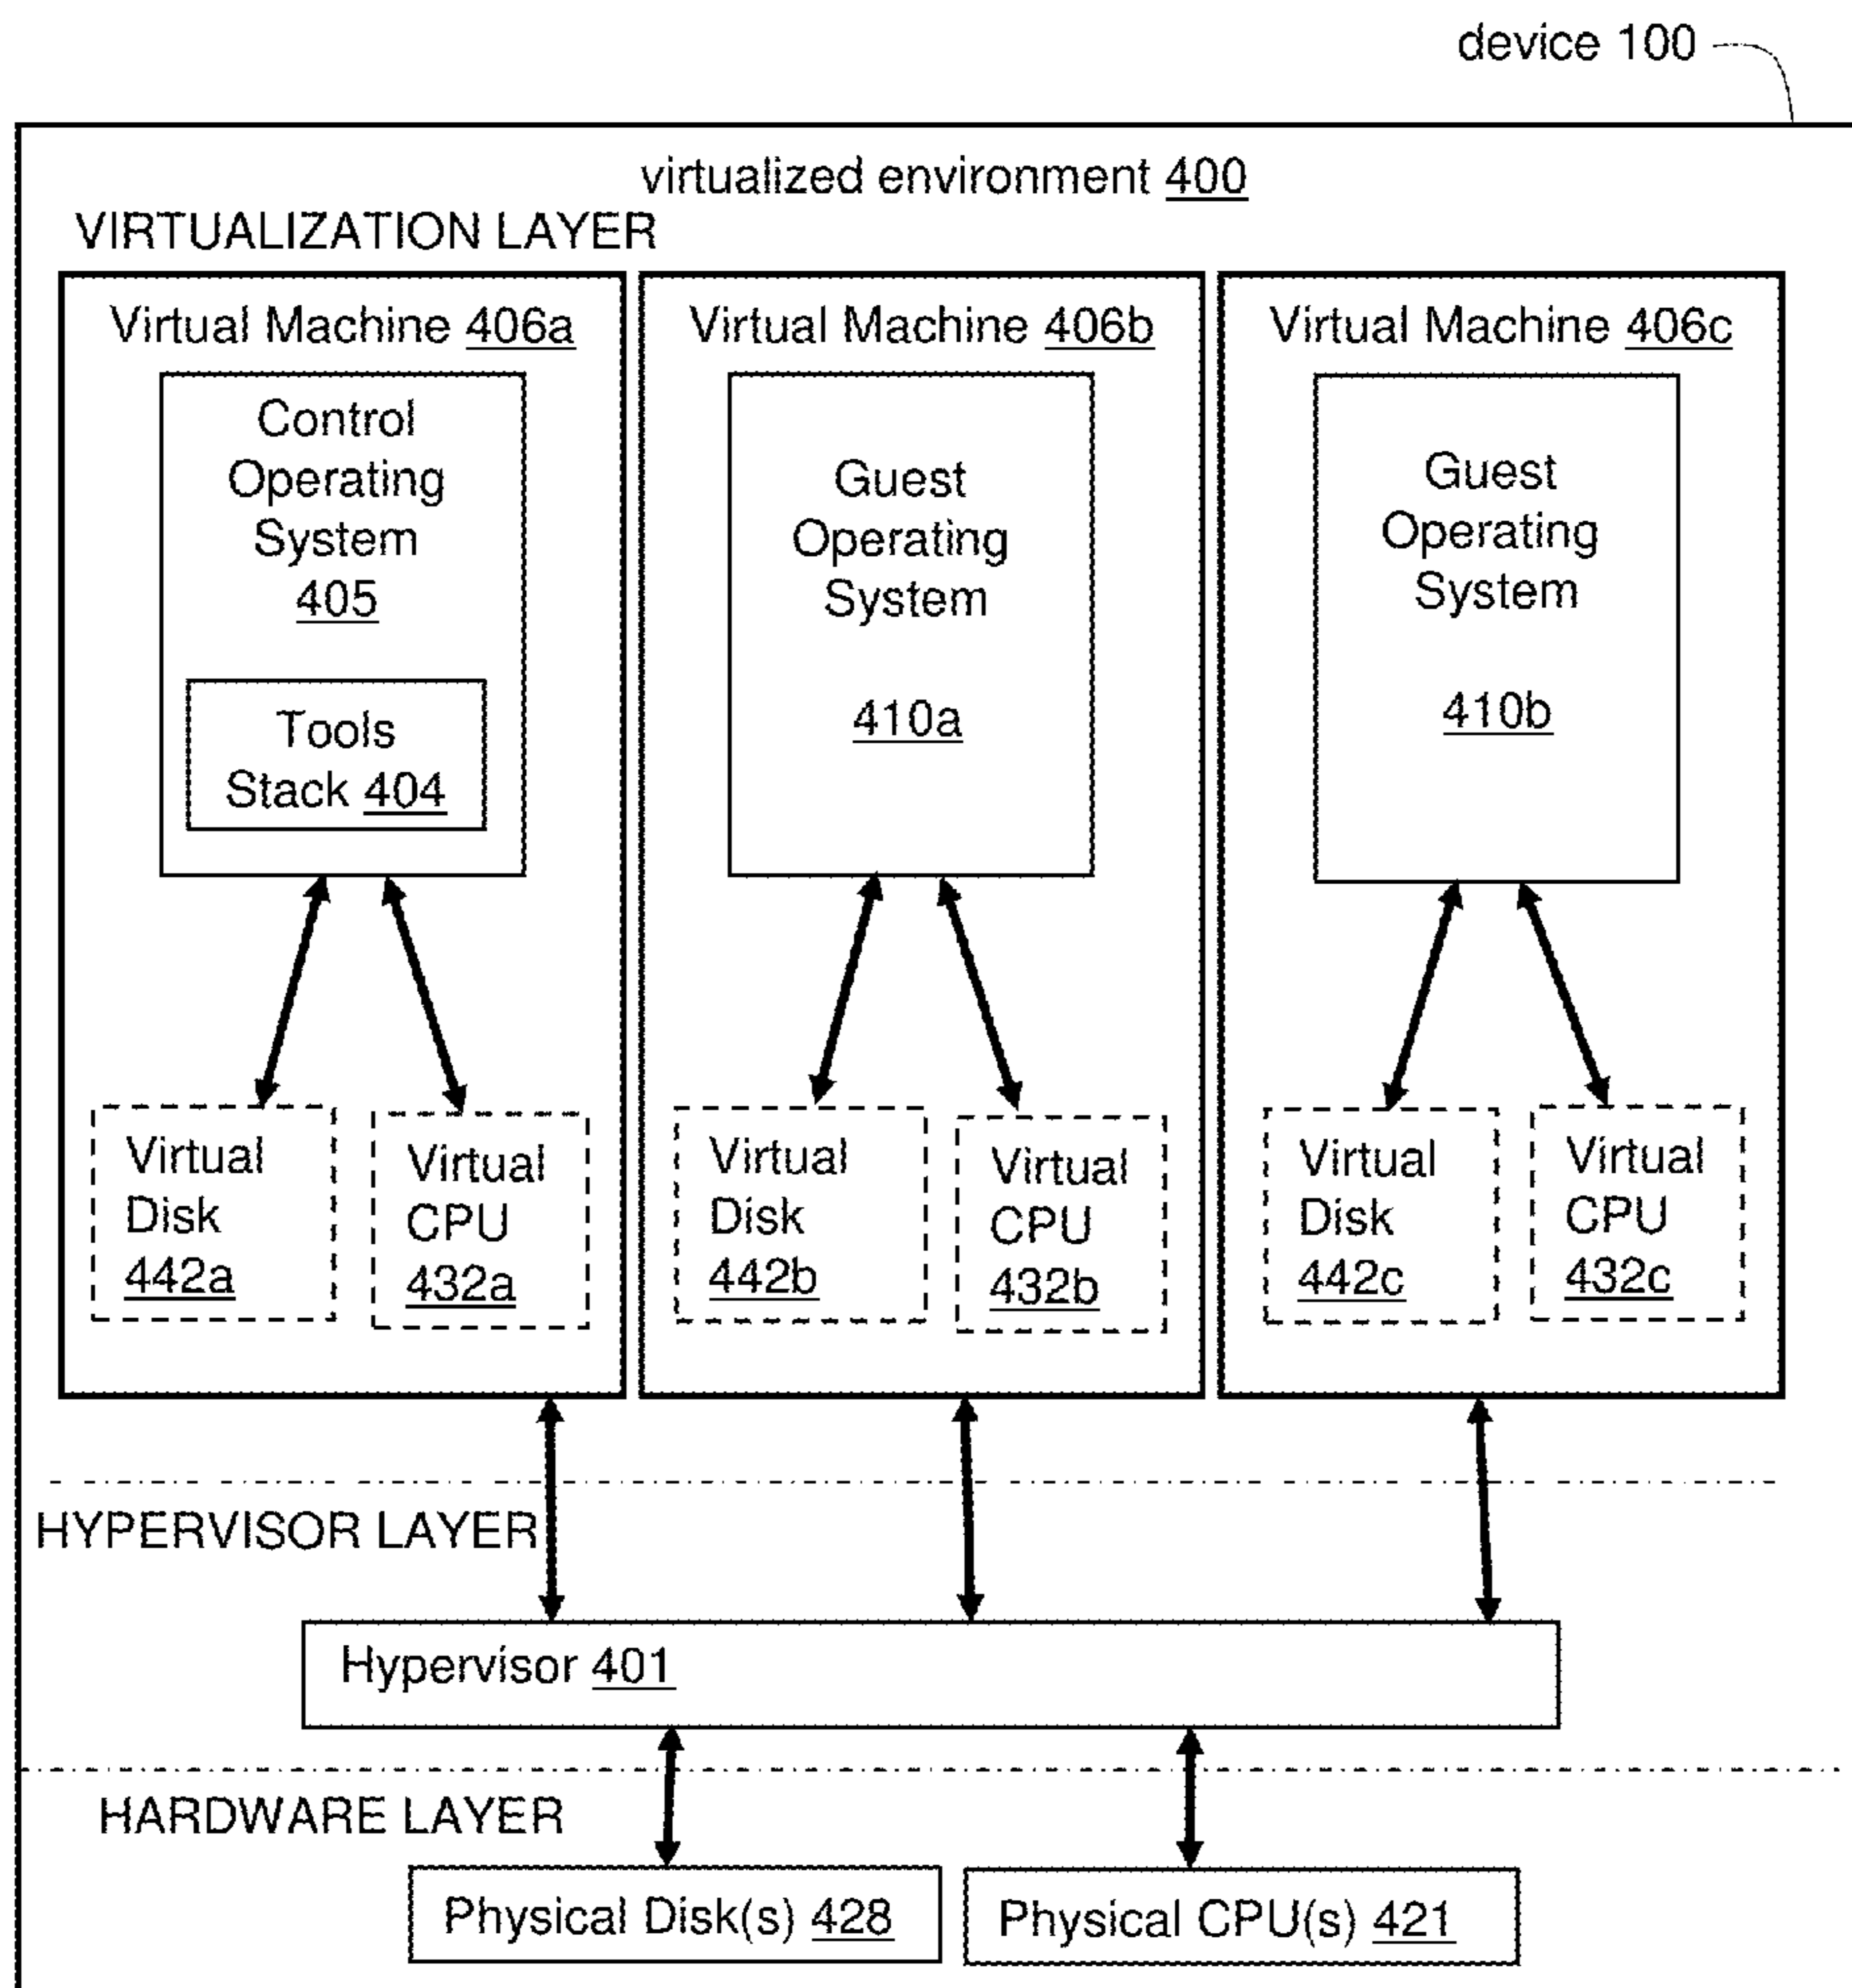 device 100
virtualized environment 400
VIRTUALIZATION LAYER
Virtual Machine 406a
Control
Operating
System
405
Tools
Stack 404
Virtual
Disk
442a
Virtual
CPU
432a
Virtual Machine 406b
Guest
Operating
System
410a
Virtual
Disk
442b
Virtual
CPU
432b
Virtual Machine 406c
Guest
Operating
System
410b
Virtual
Disk
442c
Virtual
CPU
432c
HYPERVISOR LAYER
Hypervisor 401
HARDWARE LAYER
Physical Disk(s) 428
Physical CPU(s) 421